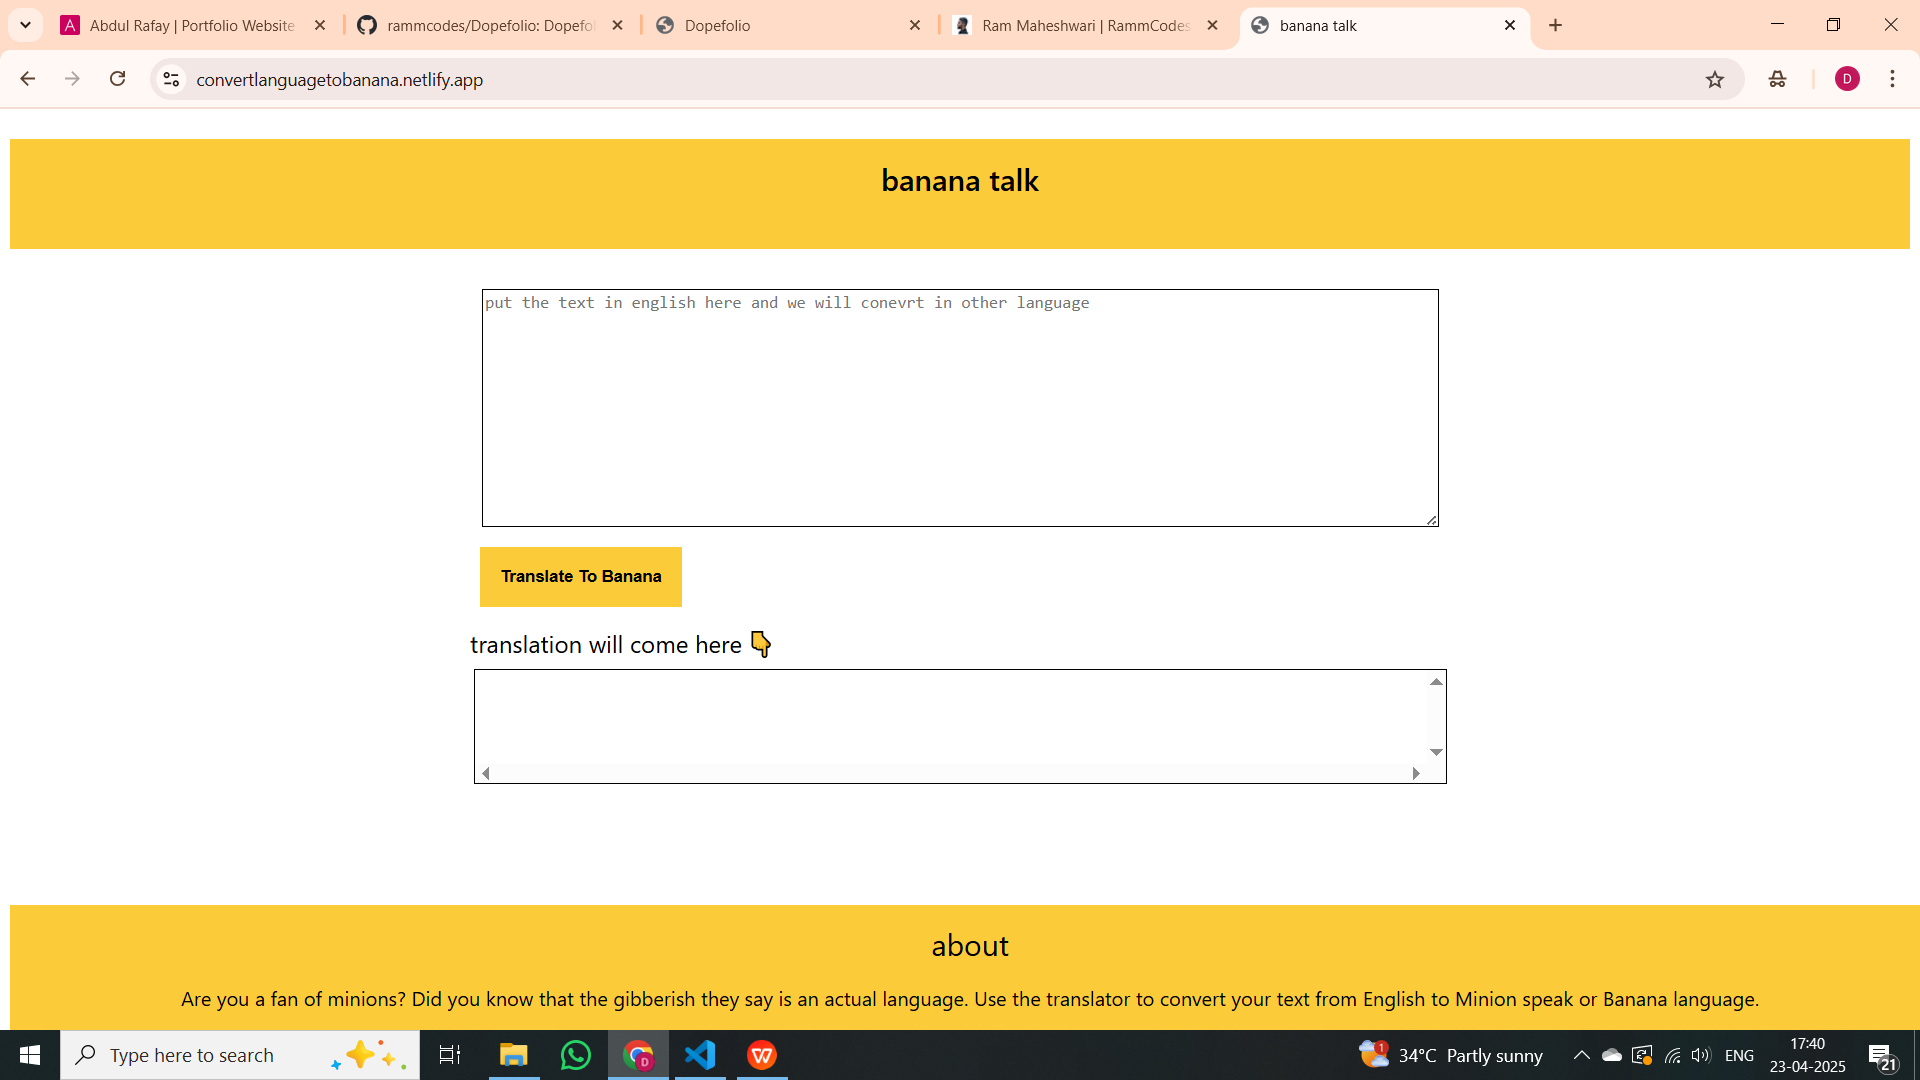 A Abdul Rafay | Portfolio Website
rammcodes/Dopefolio: Dopefol
Dopefolio
Ram Maheshwari | RammCodes
banana talk
convertlanguagetobanana.netlify.app
D
banana talk
put the text in english here and we will conevrt in other language
Translate To Banana
translation will come here 👇
about
Are you a fan of minions? Did you know that the gibberish they say is an actual language. Use the translator to convert your text from English to Minion speak or Banana language.
Type here to search
D
W
1
34°C Partly sunny
ENG
17:40
23-04-2025
21